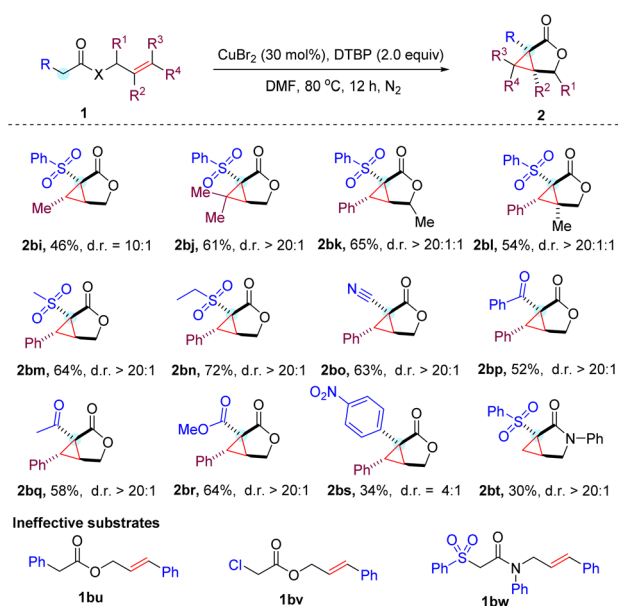 R O X R¹ R² R³ R⁴
1
CuBr₂ (30 mol%), DTBP (2.0 equiv)
DMF, 80 °C, 12 h, N₂
R O O R³ R⁴ R² R¹
2
Ph O S O O O Me
2bi, 46%, d.r. = 10:1
Ph O S O O O Me Me
2bj, 61%, d.r. > 20:1
Ph O S O O O Ph Me
2bk, 65%, d.r. > 20:1:1
Ph O S O O O Ph Me
2bl, 54%, d.r. > 20:1:1
O S O O O Ph
2bm, 64%, d.r. > 20:1
O S O O O Ph
2bn, 72%, d.r. > 20:1
N O O Ph
2bo, 63%, d.r. > 20:1
Ph O O O Ph
2bp, 52%, d.r. > 20:1
O O O Ph
2bq, 58%, d.r. > 20:1
MeO O O O Ph
2br, 64%, d.r. > 20:1
NO₂ O O Ph
2bs, 34%, d.r. = 4:1
Ph O S O O N Ph
2bt, 30%, d.r. > 20:1
Ineffective substrates
Ph O O Ph
1bu
Cl O O Ph
1bv
Ph O S O O N Ph Ph
1bw